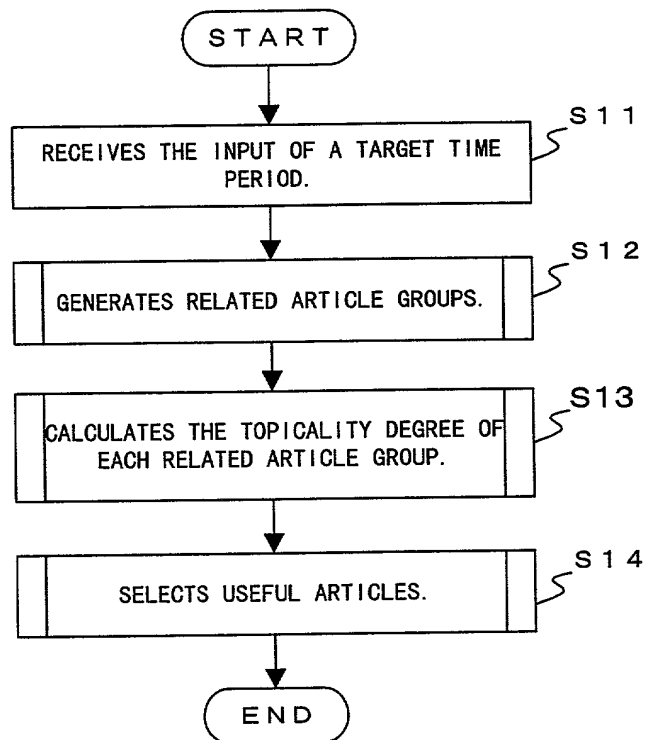 START
S11
RECEIVES THE INPUT OF A TARGET TIME
PERIOD.
S12
GENERATES RELATED ARTICLE GROUPS.
S13
CALCULATES THE TOPICALITY DEGREE OF
EACH RELATED ARTICLE GROUP.
S14
SELECTS USEFUL ARTICLES.
END